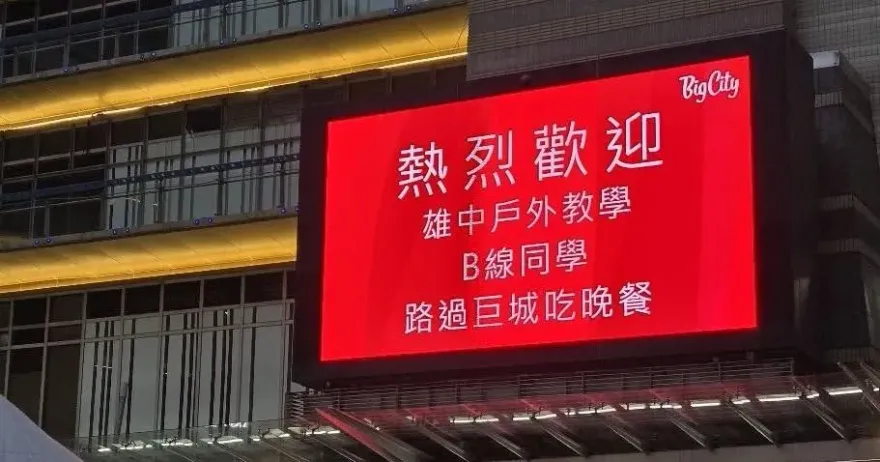 BigCity
熱烈歡迎
雄中戶外教學
B線同學
路過巨城吃晚餐